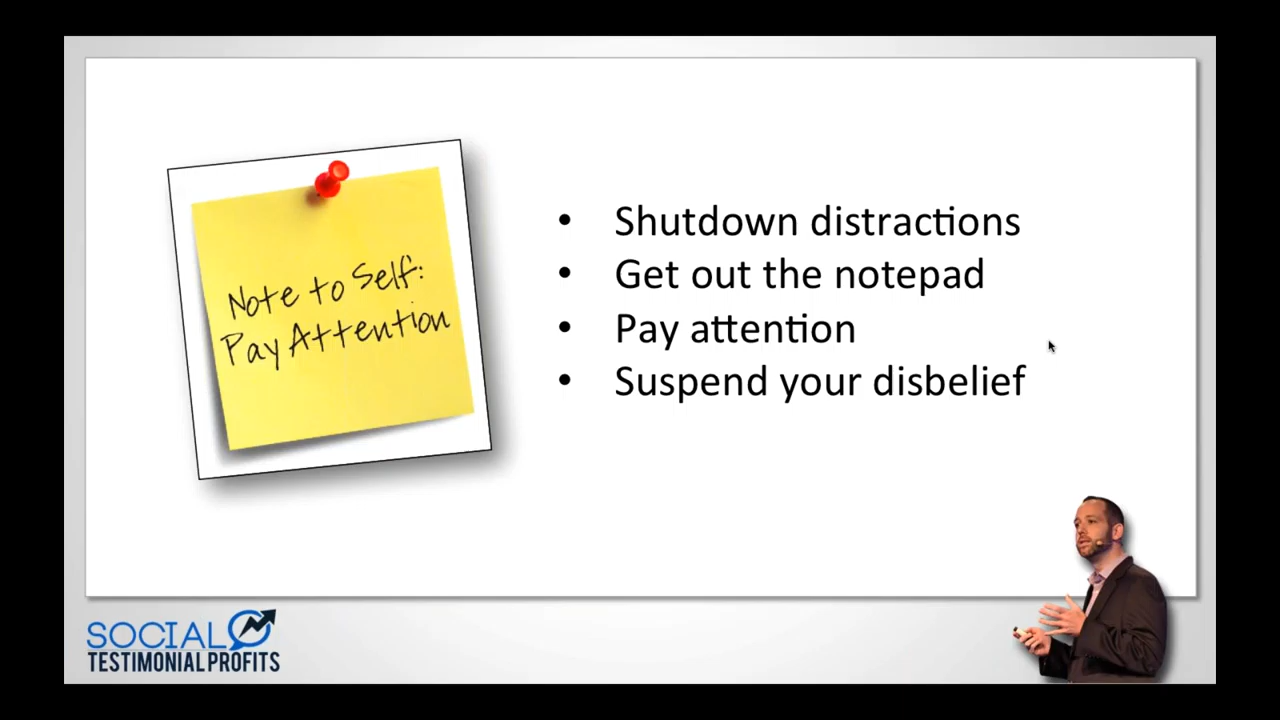 Note to Self:
Pay Attention
• Shutdown distractions
• Get out the notepad
• Pay attention
• Suspend your disbelief
SOCIAL
TESTIMONIAL PROFITS